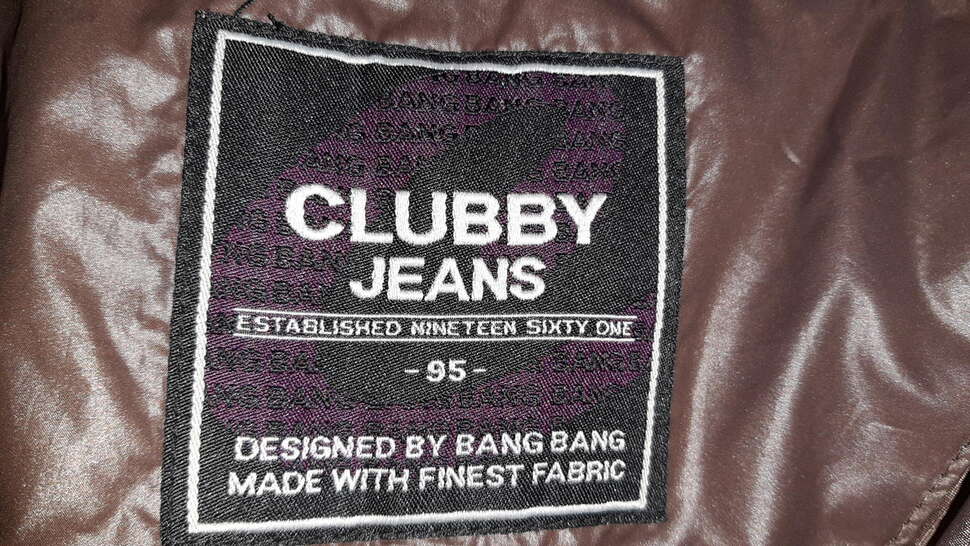 CLUBBY
JEANS
ESTABLISHED NINETEEN SIXTY ONE
- 95 -
DESIGNED BY BANG BANG
MADE WITH FINEST FABRIC